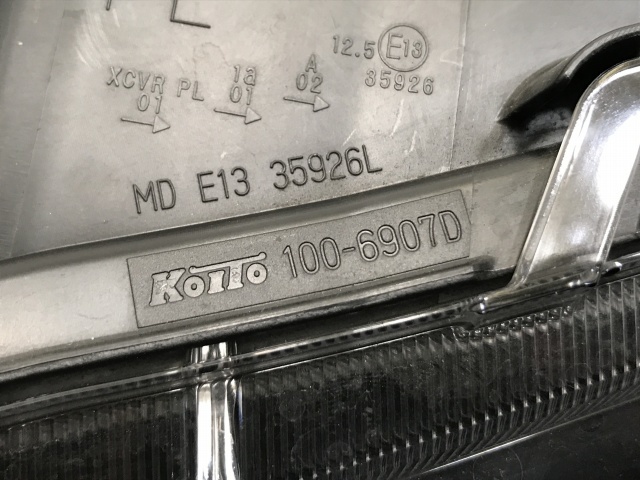 L
12.5 E13
35926
XCVR PL 1a A
01 01 02
MD E13 35926L
KOITO 100-6907D